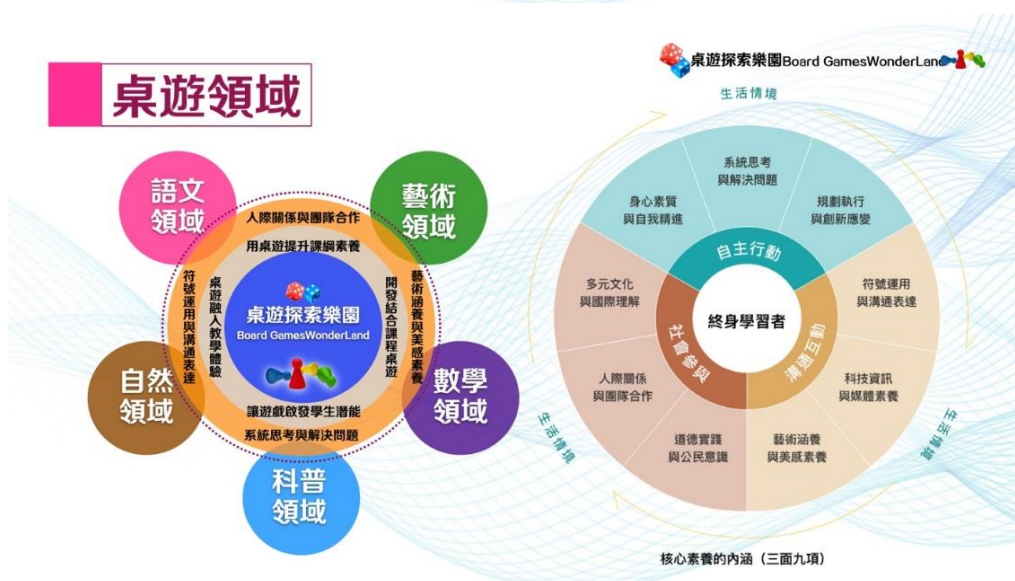 桌遊領域
桌遊探索樂園Board GamesWonderLand
語文
領域
藝術
領域
自然
領域
數學
領域
科普
領域
人際關係與團隊合作
用桌遊提升課綱素養
符號運用與溝通表達
桌遊融入教學體驗
開發結合課程桌遊
藝術涵養與美感素養
桌遊探索樂園
Board GamesWonderLand
讓遊戲啟發學生潛能
系統思考與解決問題
生活情境
系統思考
與解決問題
身心素質
與自我精進
規劃執行
與創新應變
自主行動
多元文化
與國際理解
符號運用
與溝通表達
終身學習者
社會參與
溝通互動
人際關係
與團隊合作
科技資訊
與媒體素養
道德實踐
與公民意識
藝術涵養
與美感素養
生活情境
生活情境
核心素養的內涵（三面九項）